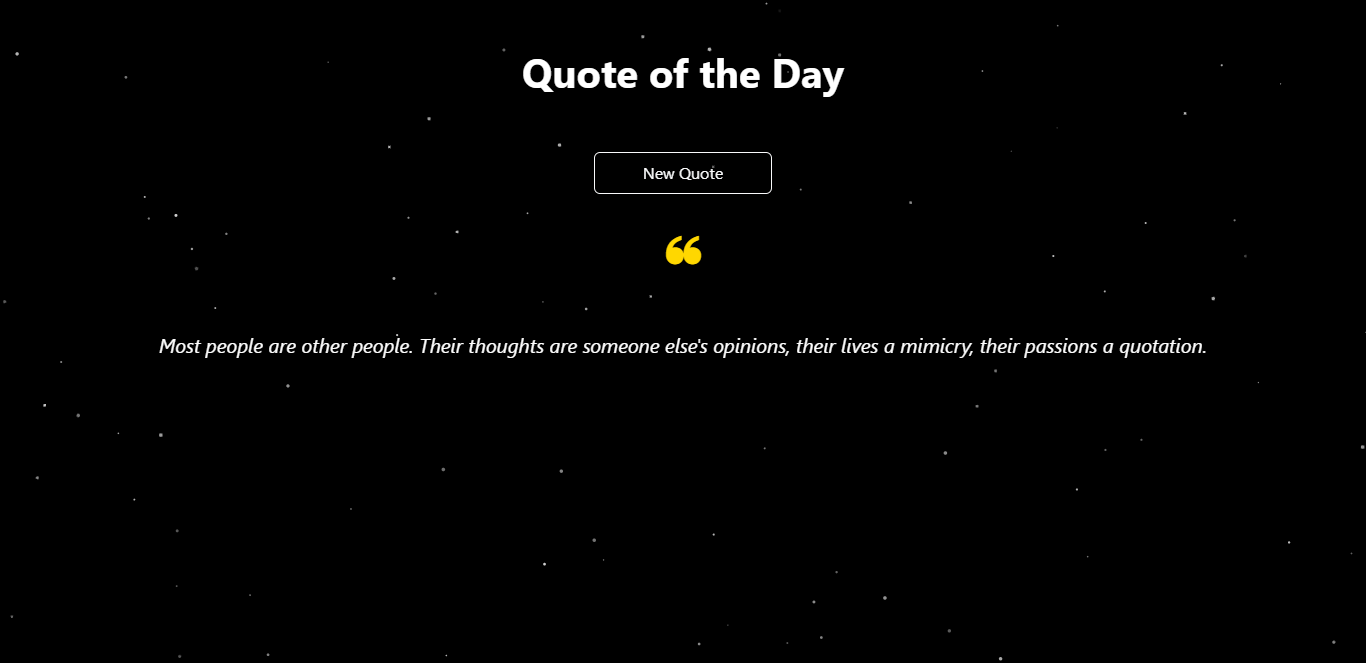 Quote of the Day
New Quote
❝
Most people are other people. Their thoughts are someone else's opinions, their lives a mimicry, their passions a quotation.